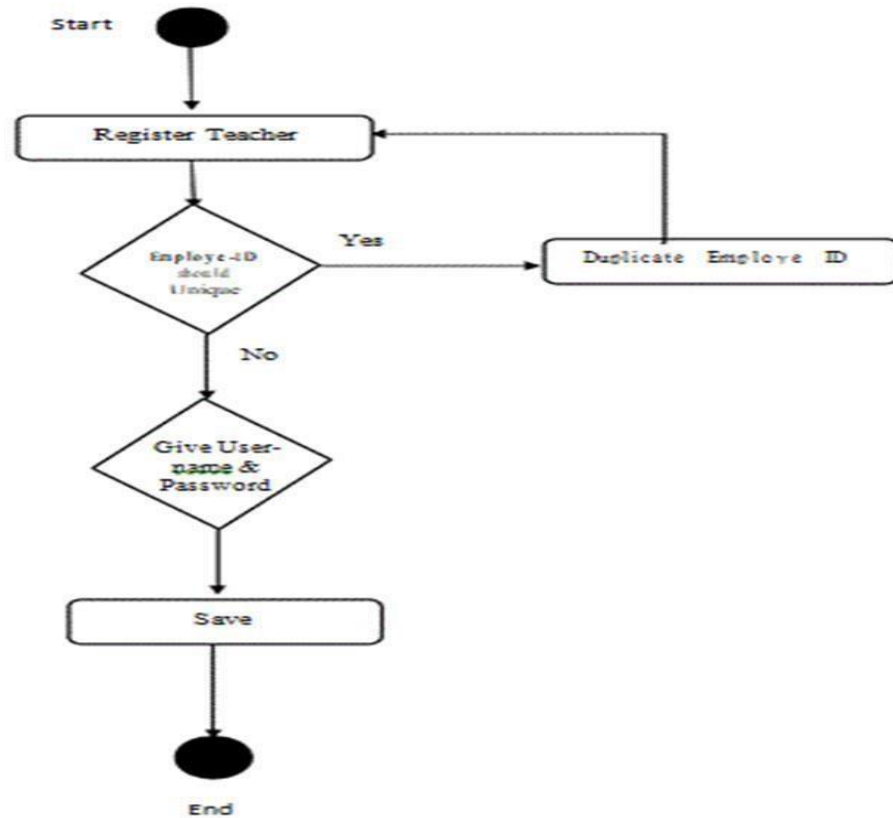 Start
Register Teacher
Yes
Employe-ID
should
Unique
Duplicate Employe ID
No
Give User-
name &
Password
Save
End